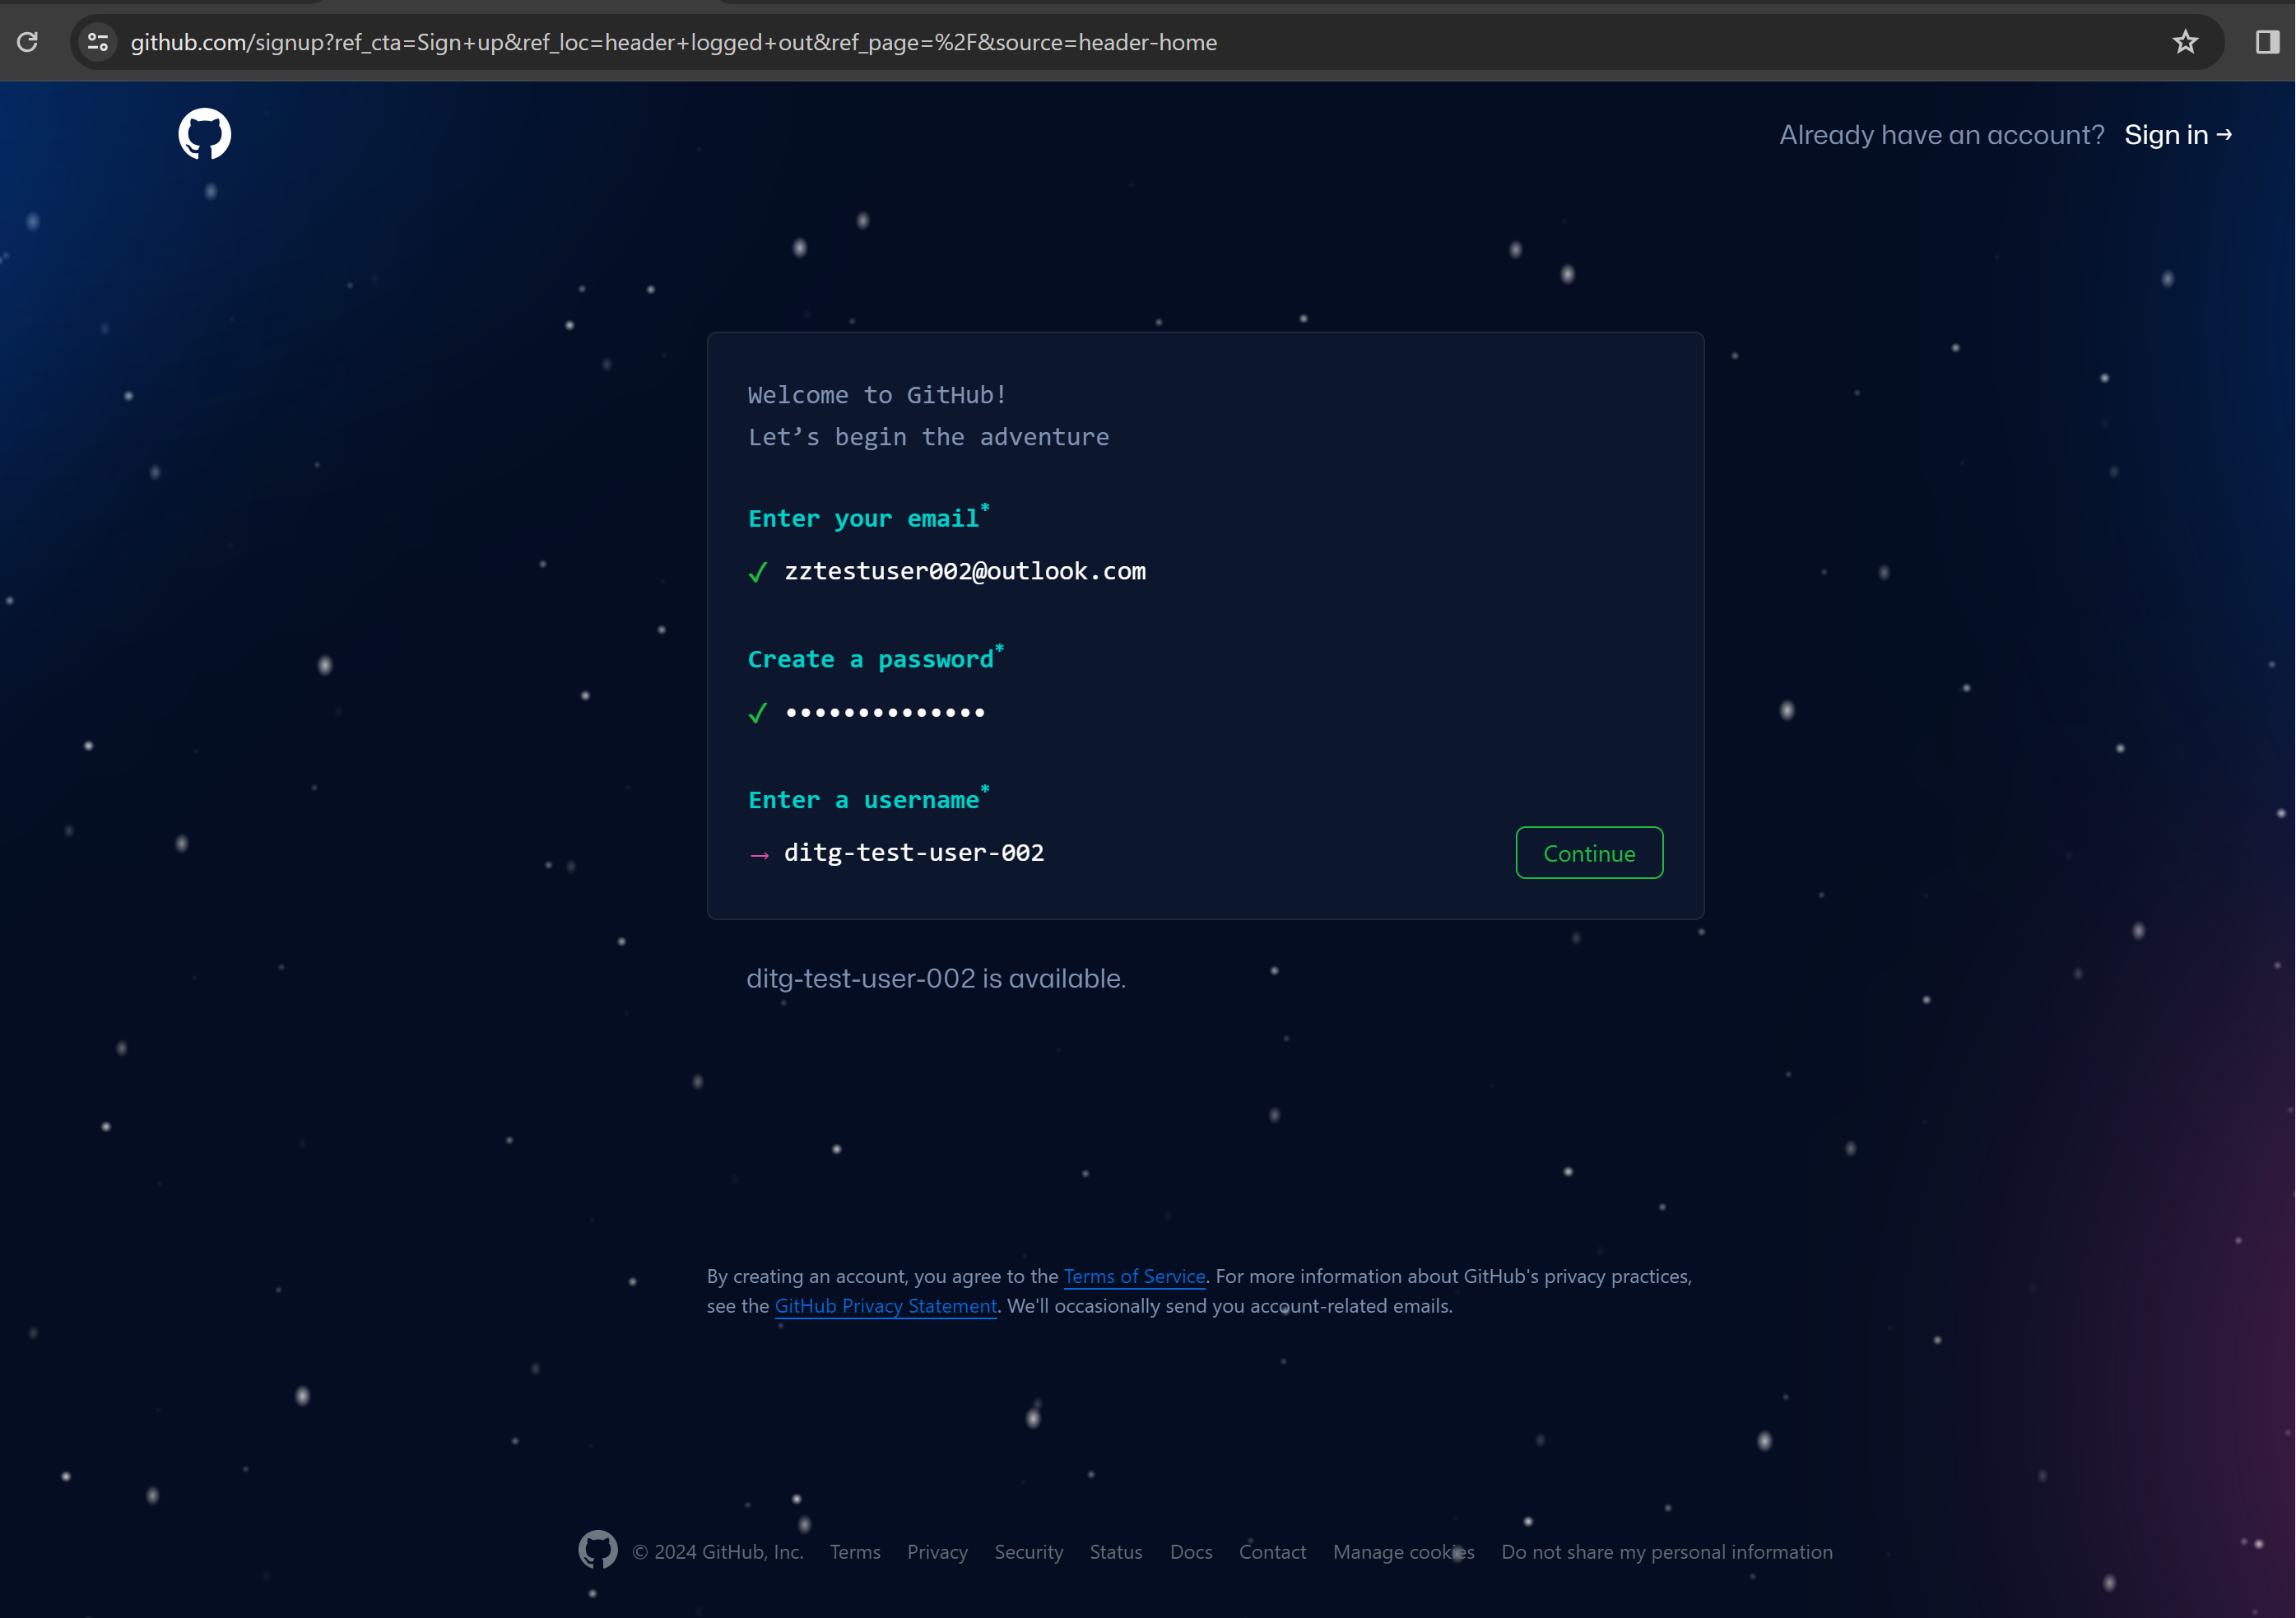 github.com/signup?ref_cta=Sign+up&ref_loc=header+logged+out&ref_page=%2F&source=header-home
Already have an account? Sign in →
Welcome to GitHub!
Let’s begin the adventure
Enter your email*
✓ zztestuser002@outlook.com
Create a password*
✓ ••••••••••••••
Enter a username*
→ ditg-test-user-002
Continue
ditg-test-user-002 is available.
By creating an account, you agree to the Terms of Service. For more information about GitHub's privacy practices,
see the GitHub Privacy Statement. We'll occasionally send you account-related emails.
© 2024 GitHub, Inc. Terms Privacy Security Status Docs Contact Manage cookies Do not share my personal information